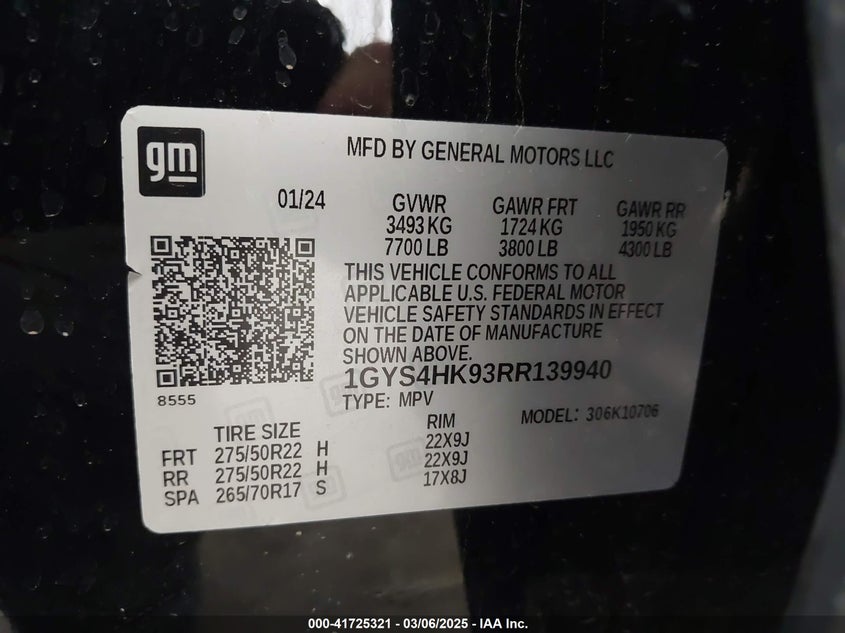 gm
MFD BY GENERAL MOTORS LLC
01/24
GVWR GAWR FRT GAWR RR
3493 KG 1724 KG 1950 KG
7700 LB 3800 LB 4300 LB
THIS VEHICLE CONFORMS TO ALL
APPLICABLE U.S. FEDERAL MOTOR
VEHICLE SAFETY STANDARDS IN EFFECT
ON THE DATE OF MANUFACTURE
SHOWN ABOVE.
1GYS4HK93RR139940
8555
TYPE: MPV
MODEL: 306K10706
TIRE SIZE RIM
FRT 275/50R22 H 22X9J
RR 275/50R22 H 22X9J
SPA 265/70R17 S 17X8J
000-41725321 - 03/06/2025 - IAA Inc.